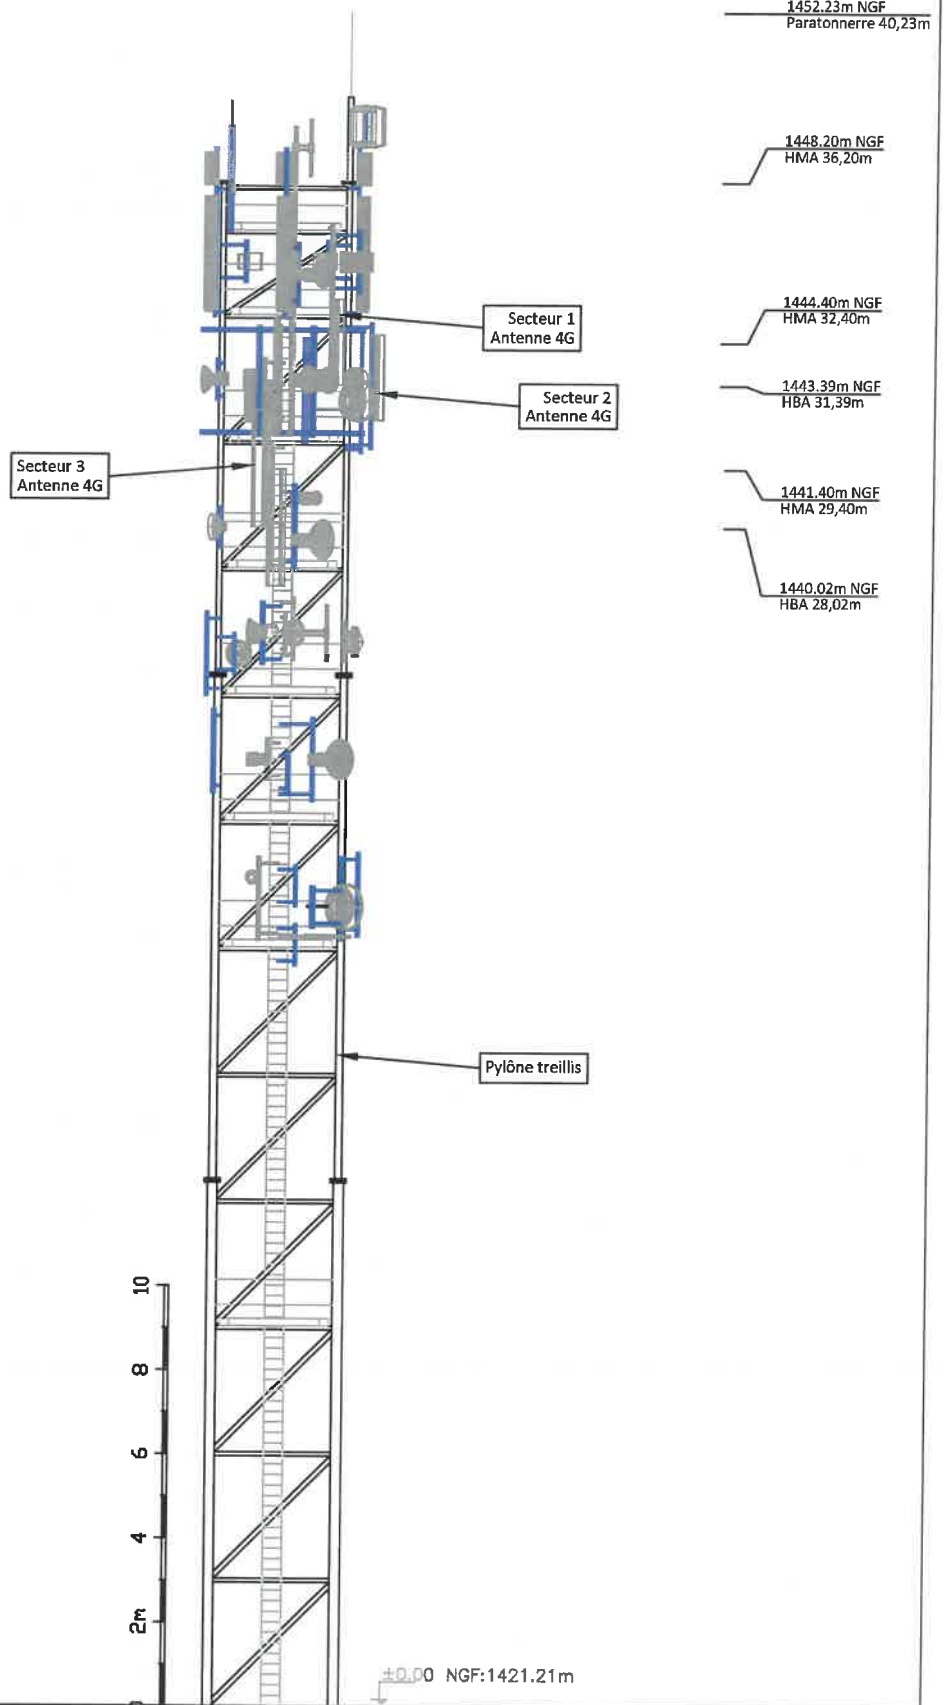 1452.23m NGF
Paratonnerre 40,23m
1448.20m NGF
HMA 36,20m
1444.40m NGF
HMA 32,40m
Secteur 1
Antenne 4G
1443.39m NGF
HBA 31,39m
Secteur 2
Antenne 4G
Secteur 3
Antenne 4G
1441.40m NGF
HMA 29,40m
1440.02m NGF
HBA 28,02m
Pylône treillis
10
8
6
4
2m
±0.00 NGF:1421.21m